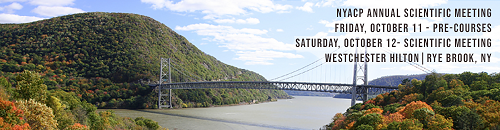 NYACP ANNUAL SCIENTIFIC MEETING
FRIDAY, OCTOBER 11 - PRE-COURSES
SATURDAY, OCTOBER 12- SCIENTIFIC MEETING
WESTCHESTER HILTON|RYE BROOK, NY